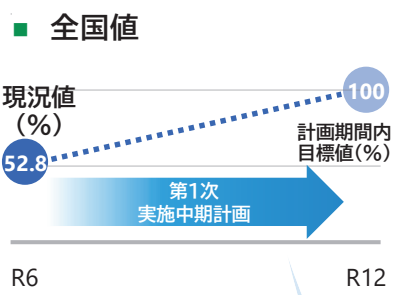 ■ 全国値
現況値
(%)
100
計画期間内
目標値(%)
52.8
第1次
実施中期計画
R6
R12